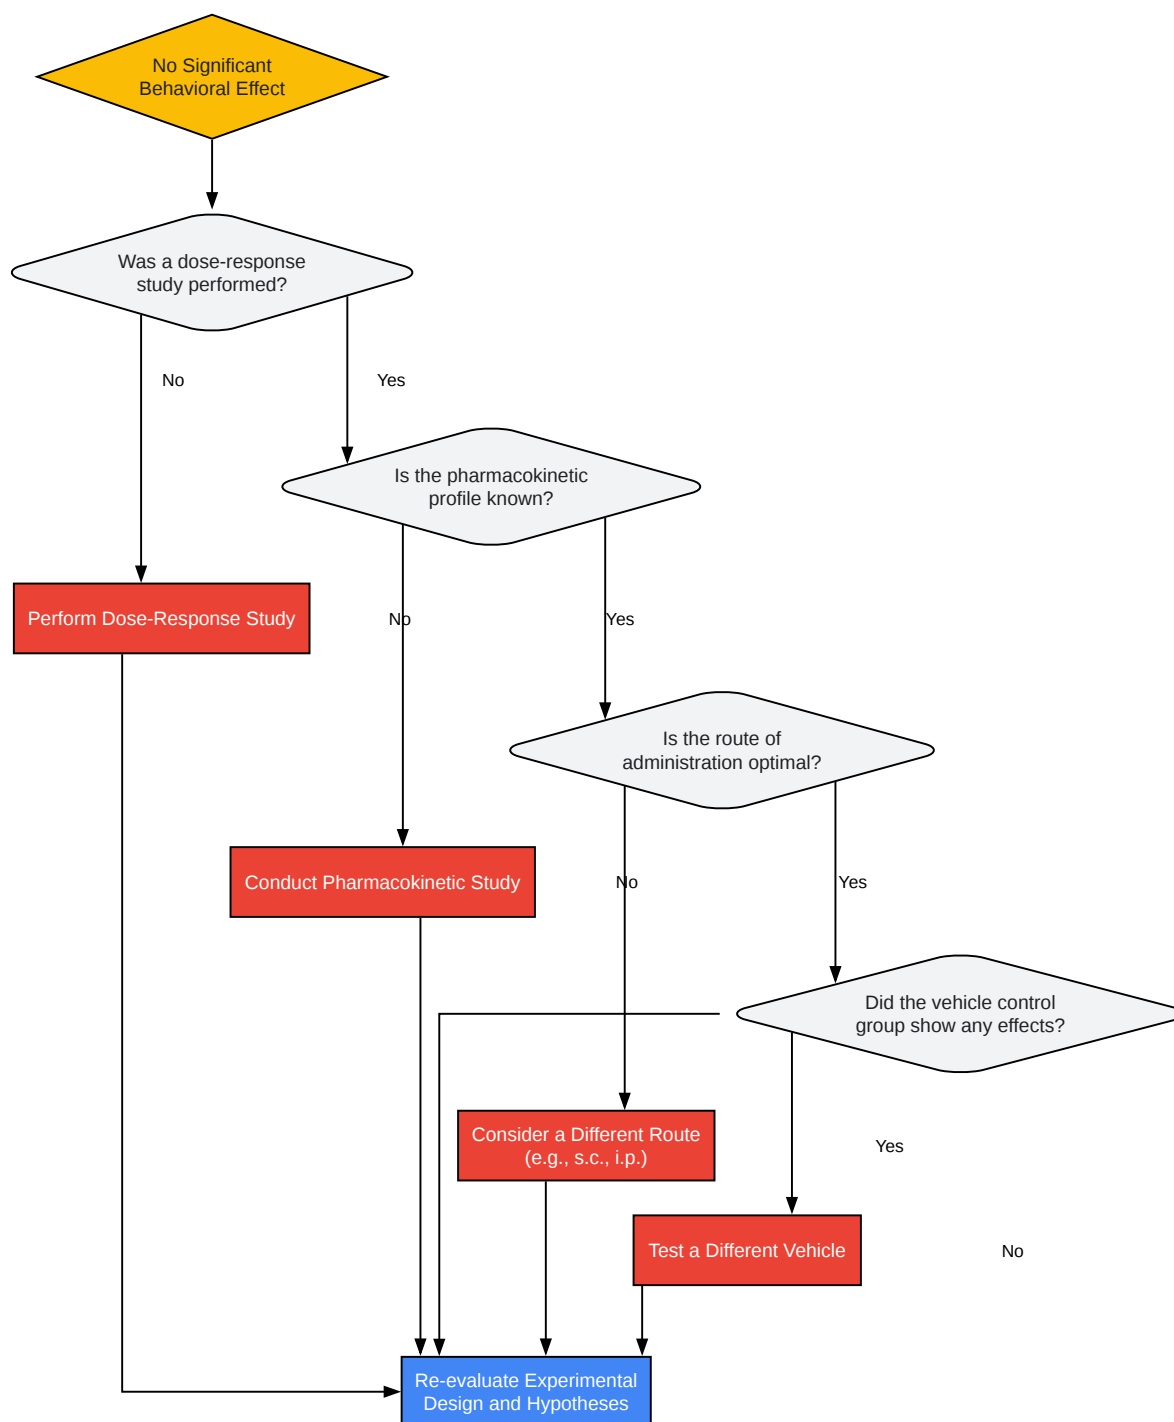 No Significant
Behavioral Effect
Was a dose-response
study performed?
No
Yes
Is the pharmacokinetic
profile known?
Perform Dose-Response Study
No
Yes
Is the route of
administration optimal?
Conduct Pharmacokinetic Study
No
Yes
Did the vehicle control
group show any effects?
Consider a Different Route
(e.g., s.c., i.p.)
Yes
Test a Different Vehicle
No
Re-evaluate Experimental
Design and Hypotheses